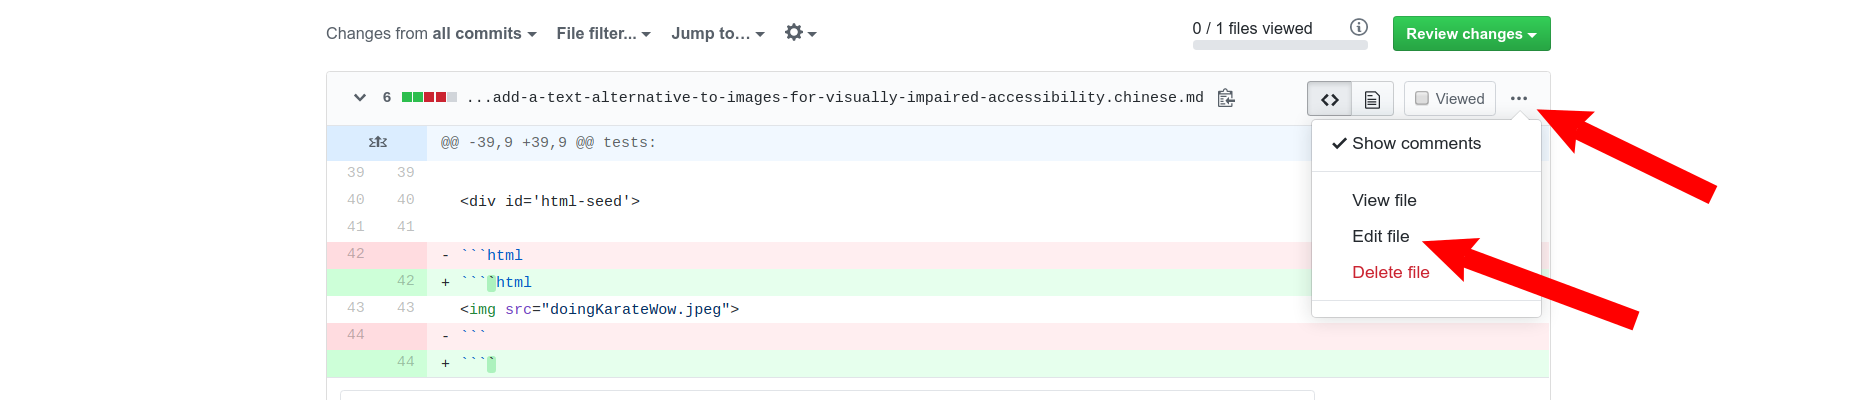 Changes from all commits File filter... Jump to... 0 / 1 files viewed Review changes
6 ...add-a-text-alternative-to-images-for-visually-impaired-accessibility.chinese.md Viewed
@@ -39,9 +39,9 @@ tests:
Show comments
39 39
40 40 <div id='html-seed'>
View file
41 41
Edit file
42 - ```html
Delete file
42 + ````html
43 43 <img src="doingKarateWow.jpeg">
44 - ```
44 + ````